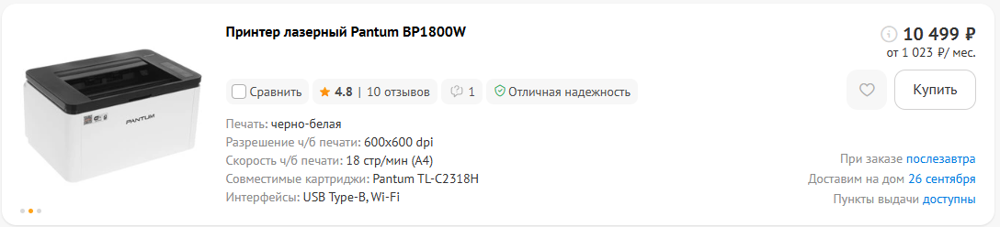 Принтер лазерный Pantum BP1800W
10 499 ₽
от 1 023 ₽/ мес.
Сравнить
4.8 | 10 отзывов
1
Отличная надежность
Купить
PANTUM
Печать: черно-белая
Разрешение ч/б печати: 600x600 dpi
Скорость ч/б печати: 18 стр/мин (А4)
Совместимые картриджи: Pantum TL-C2318H
Интерфейсы: USB Type-B, Wi-Fi
При заказе послезавтра
Доставим на дом 26 сентября
Пункты выдачи доступны